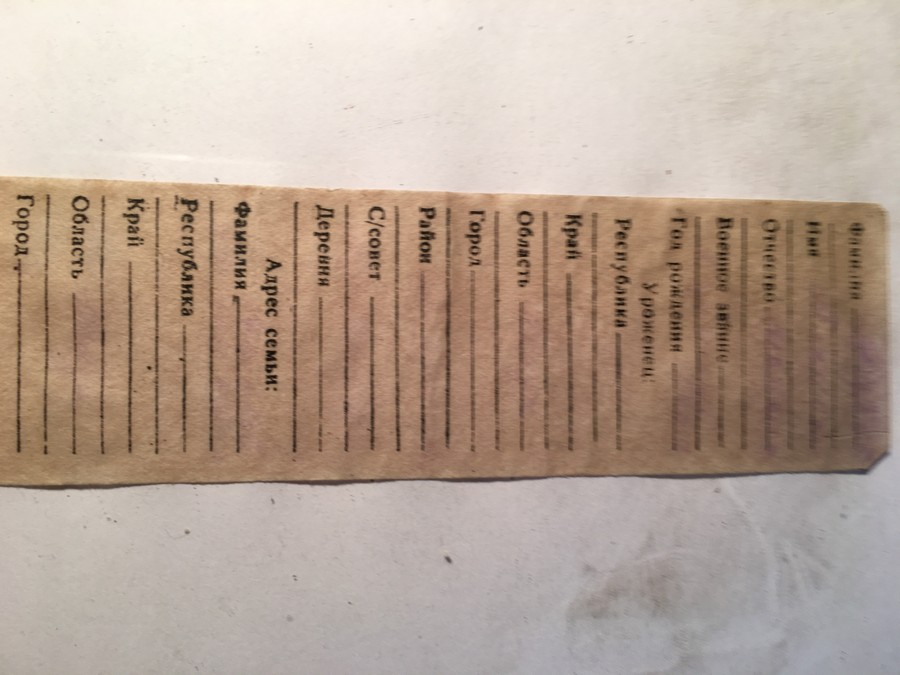 Фамилия
Имя
Отчество
Военное звание
Год рождения
Уроженец:
Республика
Край
Область
Город
Район
С/совет
Деревня
Адрес семьи:
Фамилия
Республика
Край
Область
Город